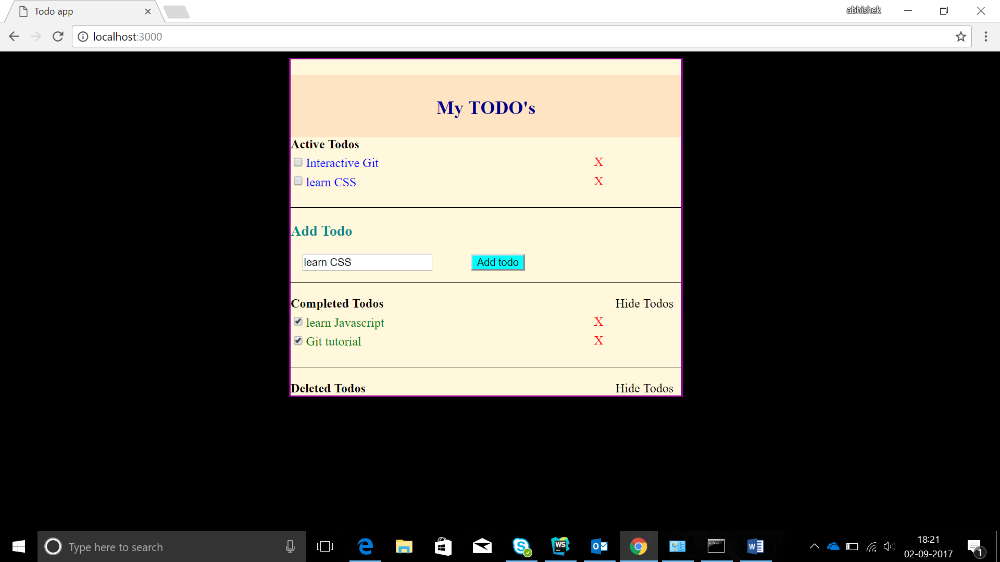 Todo app
abhishek
localhost:3000
My TODO's
Active Todos
Interactive Git X
learn CSS X
Add Todo
learn CSS Add todo
Completed Todos Hide Todos
learn Javascript X
Git tutorial X
Deleted Todos Hide Todos
Type here to search
WS
18:21
02-09-2017
1